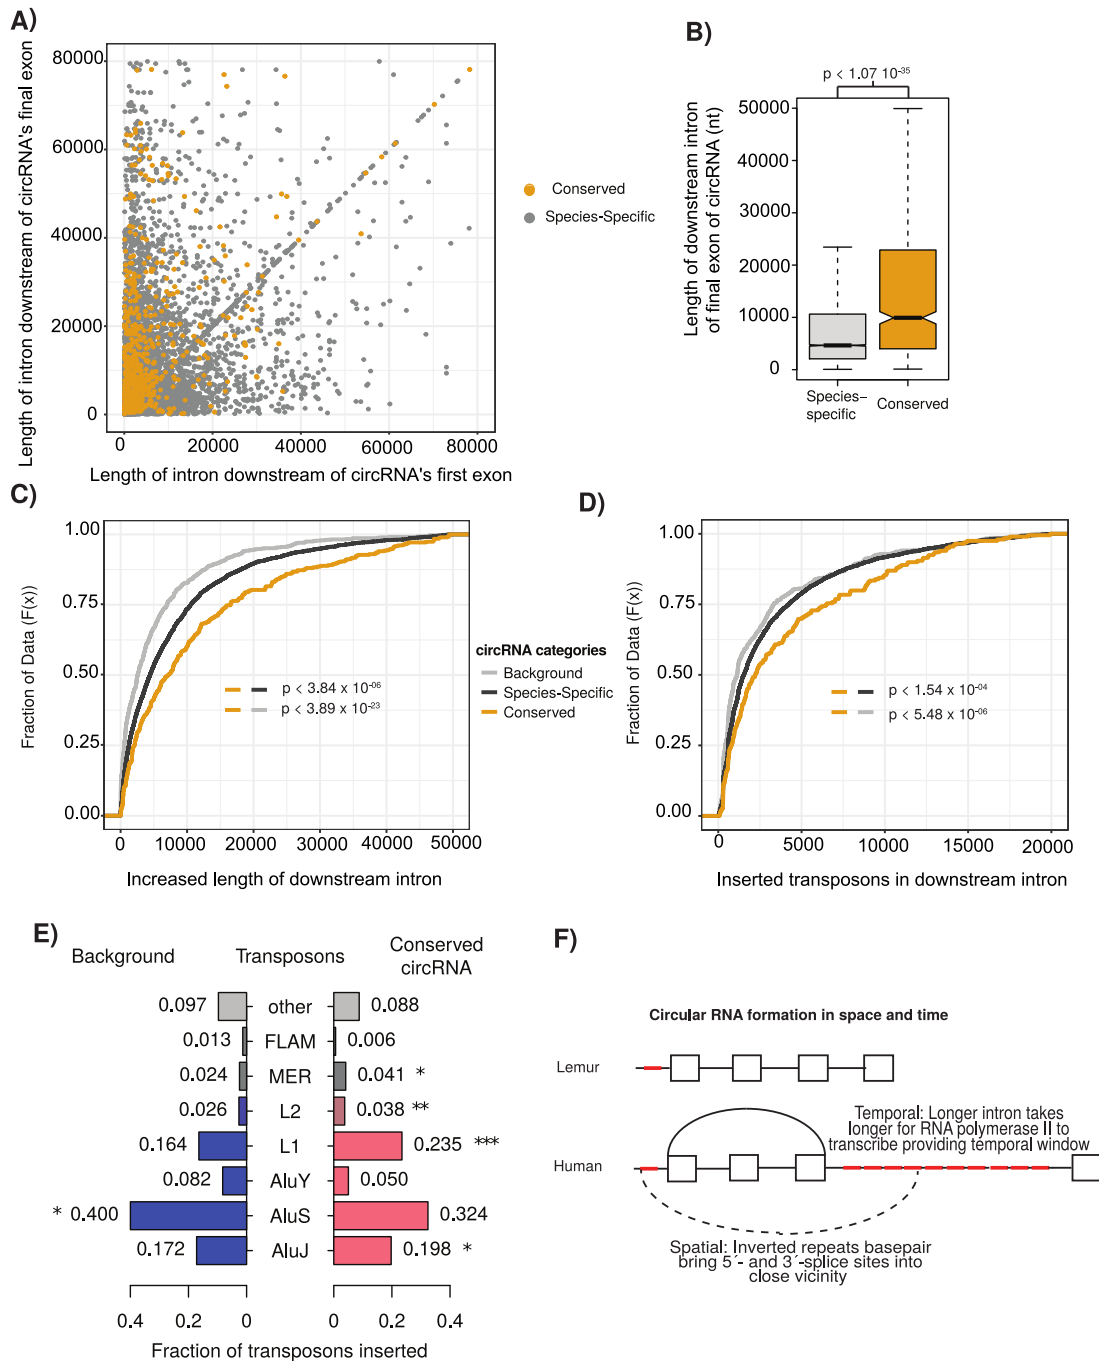 A)
Length of intron downstream of circRNA's final exon
80000
60000
40000
20000
0
0 20000 40000 60000 80000
Length of intron downstream of circRNA's first exon
Conserved
Species-Specific
B)
p < 1.07 10-35
Length of downstream intron
of final exon of circRNA (nt)
50000
30000
20000
10000
0
Species–
specific
Conserved
C)
Fraction of Data (F(x))
1.00
0.75
0.50
0.25
0.00
p < 3.84 x 10-06
p < 3.89 x 10-23
0 10000 20000 30000 40000 50000
Increased length of downstream intron
circRNA categories
Background
Species-Specific
Conserved
D)
Fraction of Data (F(x))
1.00
0.75
0.50
0.25
0.00
p < 1.54 x 10-04
p < 5.48 x 10-06
0 5000 10000 15000 20000
Inserted transposons in downstream intron
E)
Background Transposons Conserved
circRNA
0.097 other 0.088
0.013 FLAM 0.006
0.024 MER 0.041 *
0.026 L2 0.038 **
0.164 L1 0.235 ***
0.082 AluY 0.050
* 0.400 AluS 0.324
0.172 AluJ 0.198 *
0.4 0.2 0 0 0.2 0.4
Fraction of transposons inserted
F)
Circular RNA formation in space and time
Lemur
Temporal: Longer intron takes
longer for RNA polymerase II to
transcribe providing temporal window
Human
Spatial: Inverted repeats basepair
bring 5´- and 3´-splice sites into
close vicinity